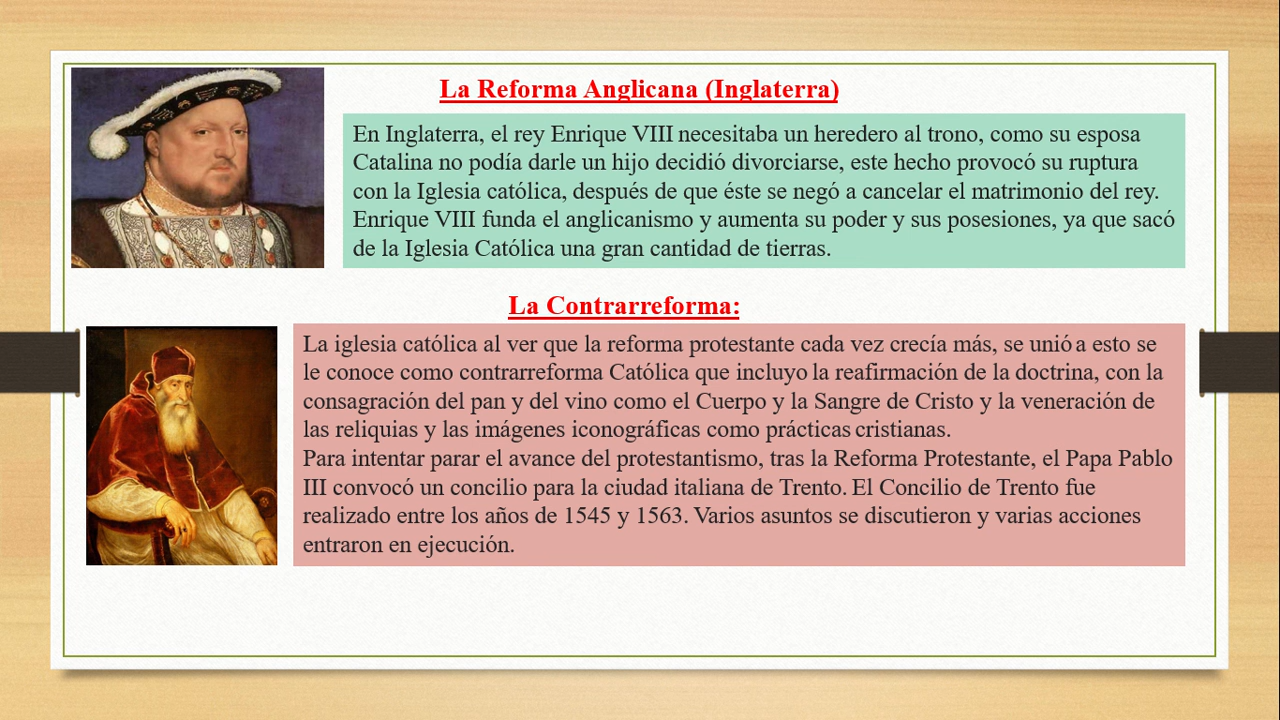 La Reforma Anglicana (Inglaterra)
En Inglaterra, el rey Enrique VIII necesitaba un heredero al trono, como su esposa
Catalina no podía darle un hijo decidió divorciarse, este hecho provocó su ruptura
con la Iglesia católica, después de que éste se negó a cancelar el matrimonio del rey.
Enrique VIII funda el anglicanismo y aumenta su poder y sus posesiones, ya que sacó
de la Iglesia Católica una gran cantidad de tierras.
La Contrarreforma:
La iglesia católica al ver que la reforma protestante cada vez crecía más, se unió a esto se
le conoce como contrarreforma Católica que incluyo la reafirmación de la doctrina, con la
consagración del pan y del vino como el Cuerpo y la Sangre de Cristo y la veneración de
las reliquias y las imágenes iconográficas como prácticas cristianas.
Para intentar parar el avance del protestantismo, tras la Reforma Protestante, el Papa Pablo
III convocó un concilio para la ciudad italiana de Trento. El Concilio de Trento fue
realizado entre los años de 1545 y 1563. Varios asuntos se discutieron y varias acciones
entraron en ejecución.